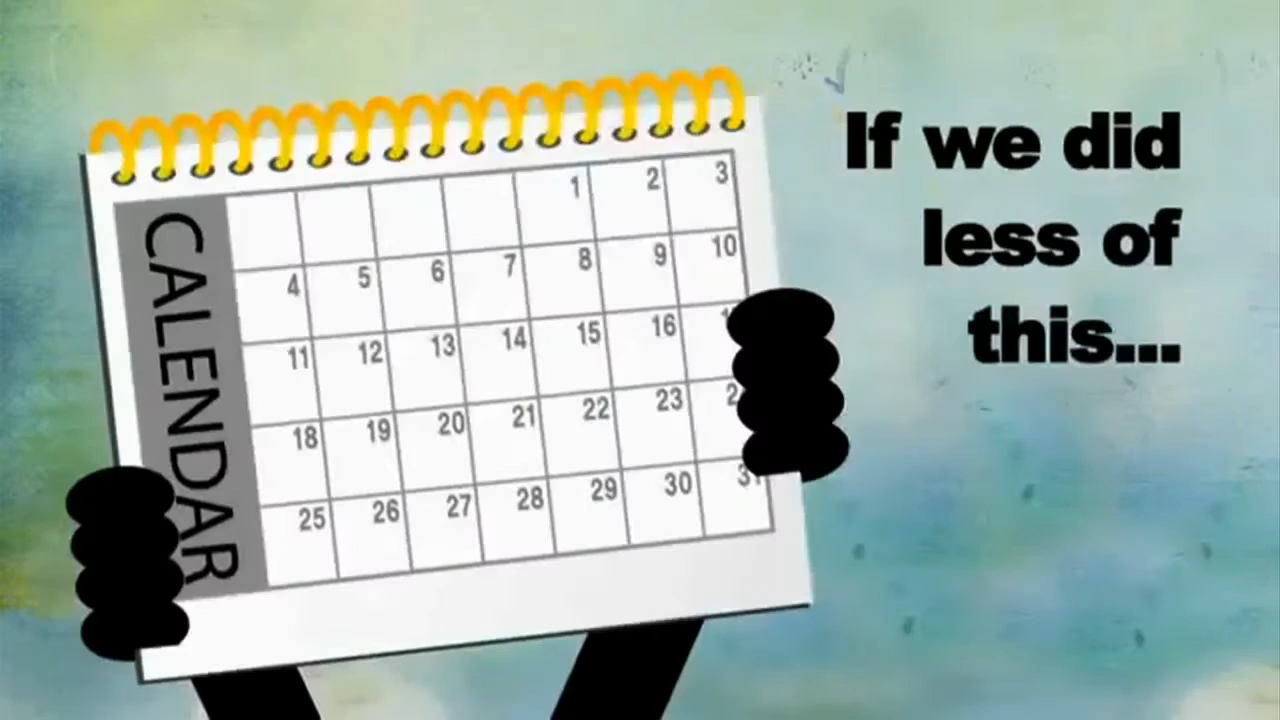 CALENDAR
1 2 3
4 5 6 7 8 9 10
11 12 13 14 15 16
18 19 20 21 22 23
25 26 27 28 29 30 31
If we did
less of
this...